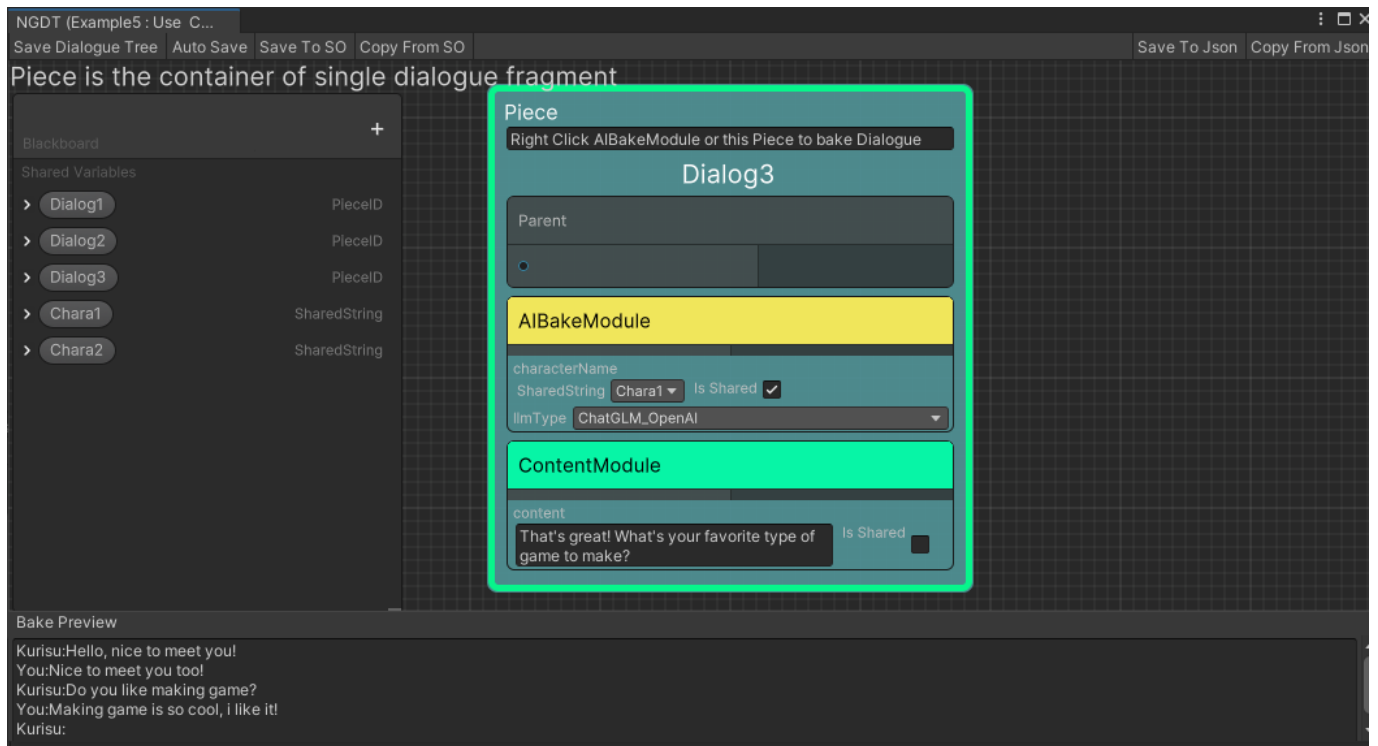 NGDT (Example5 : Use C...
Save Dialogue Tree Auto Save Save To SO Copy From SO Save To Json Copy From Json
Piece is the container of single dialogue fragment
Blackboard
+
Shared Variables
Dialog1 PieceID
Dialog2 PieceID
Dialog3 PieceID
Chara1 SharedString
Chara2 SharedString
Piece
Right Click AIBakeModule or this Piece to bake Dialogue
Dialog3
Parent
AIBakeModule
characterName
SharedString Chara1 Is Shared
llmType ChatGLM_OpenAI
ContentModule
content
That's great! What's your favorite type of
game to make?
Is Shared
Bake Preview
Kurisu:Hello, nice to meet you!
You:Nice to meet you too!
Kurisu:Do you like making game?
You:Making game is so cool, i like it!
Kurisu: